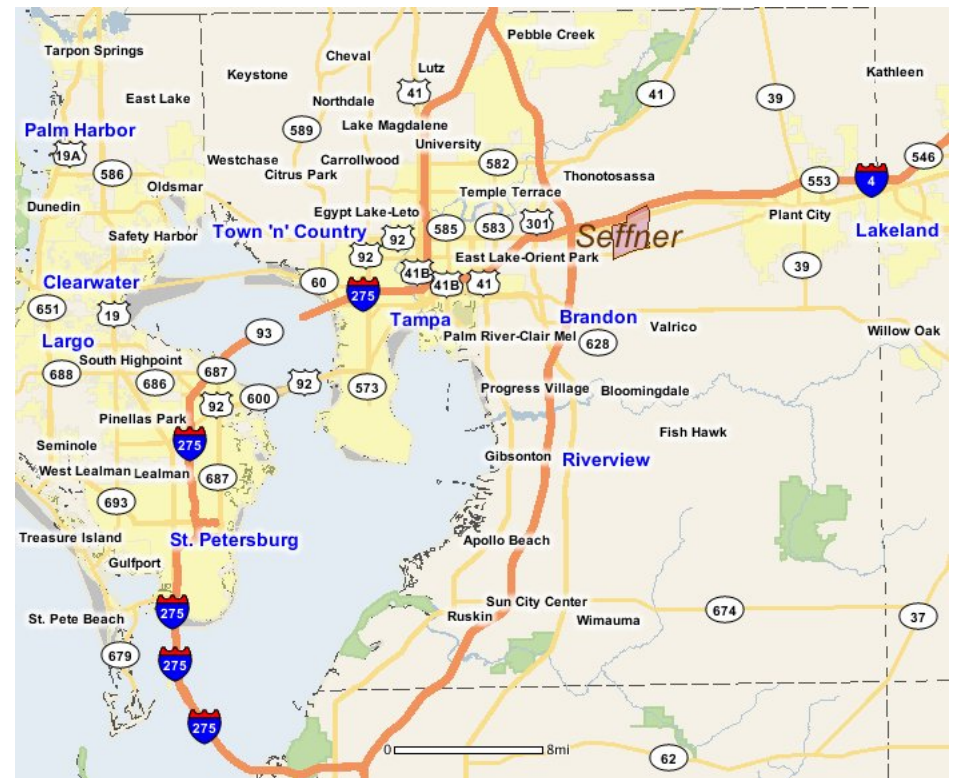 Pebble Creek
Tarpon Springs
Cheval
Lutz
Kathleen
Keystone
41
41
39
East Lake
Northdale
Palm Harbor
589
Lake Magdalene
University
19A
546
586
Westchase
Carrollwood
582
Citrus Park
Thonotosassa
553
4
Oldsmar
Temple Terrace
Dunedin
Egypt Lake-Leto
585
583
301
Plant City
Safety Harbor
Town 'n' Country
92
Seffner
Lakeland
92
East Lake-Orient Park
39
Clearwater
60
275
41B
41B
41
651
19
Tampa
Brandon
Valrico
93
Willow Oak
Largo
Palm River-Clair Mel
628
South Highpoint
688
686
687
92
573
Progress Village
Bloomingdale
600
92
Pinellas Park
Fish Hawk
Seminole
275
Gibsonton
Riverview
West Lealman
Lealman
687
693
Treasure Island
St. Petersburg
Apollo Beach
Gulfport
Sun City Center
St. Pete Beach
275
Ruskin
Wimauma
674
37
679
275
275
0
8mi
62